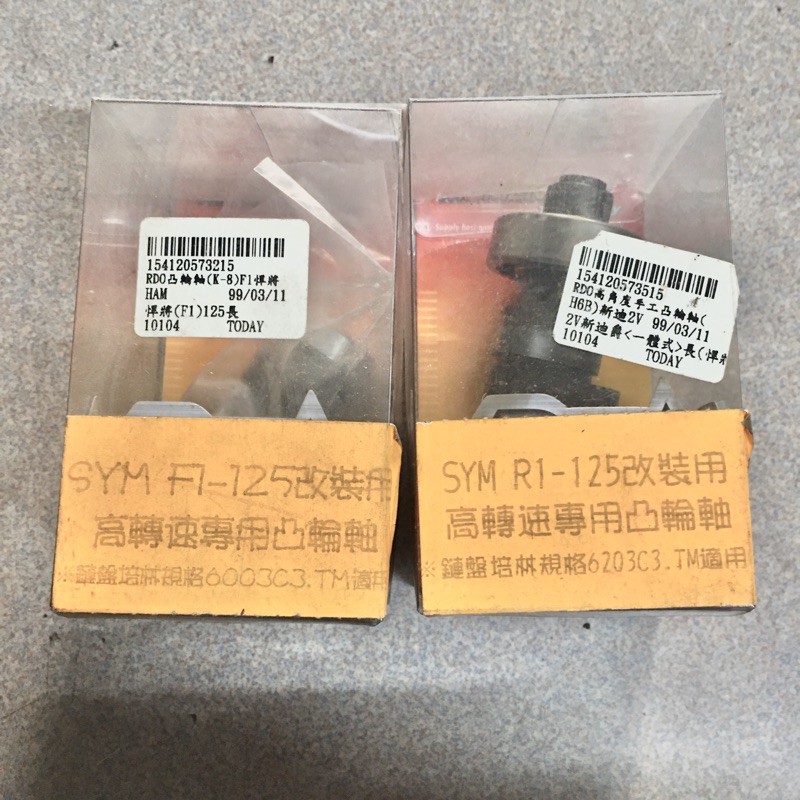 154120573215
RDO凸輪軸(K-8)F1悍將
HAM 99/03/11
悍將(F1)125長
10104 TODAY
SYM F1-125改裝用
高轉速專用凸輪軸
※鏈盤培林規格6003C3.TM適用
154120573515
RDO高角度手工凸輪軸(
H6B)新迪2V 99/03/11
2V新迪爵<一體式>長(悍將
10104 TODAY
SYM R1-125改裝用
高轉速專用凸輪軸
※鏈盤培林規格6203C3.TM適用